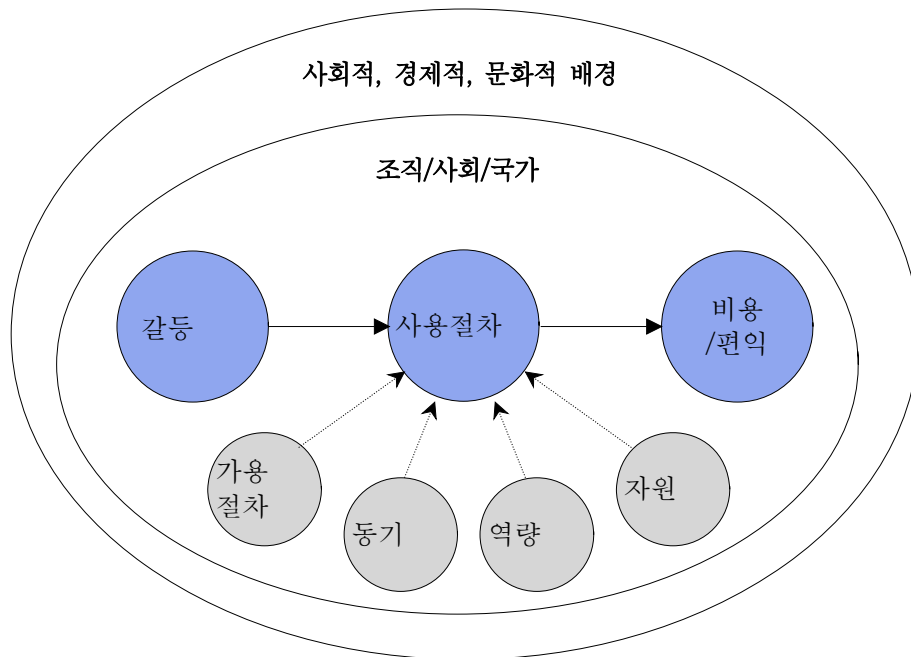 사회적, 경제적, 문화적 배경
조직/사회/국가
갈등
사용절차
비용
/편익
가용
절차
동기
역량
자원